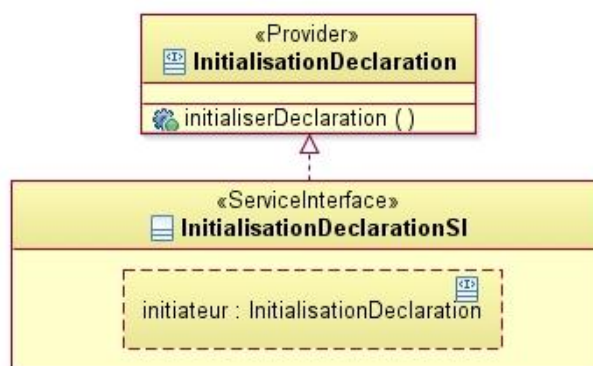 «Provider»
InitialisationDeclaration
initialiserDeclaration ( )
«ServiceInterface»
InitialisationDeclarationSI
initiateur : InitialisationDeclaration